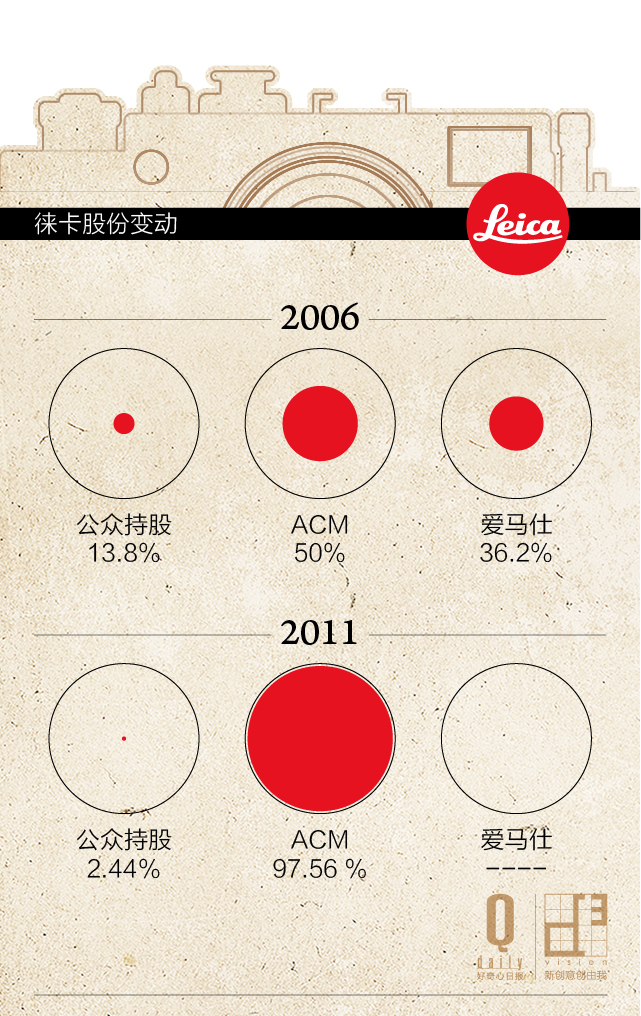 徕卡股份变动
Leica
2006
公众持股
13.8%
ACM
50%
爱马仕
36.2%
2011
公众持股
2.44%
ACM
97.56 %
爱马仕
----
Q
daily
好奇心日报
vision
新创意创由我